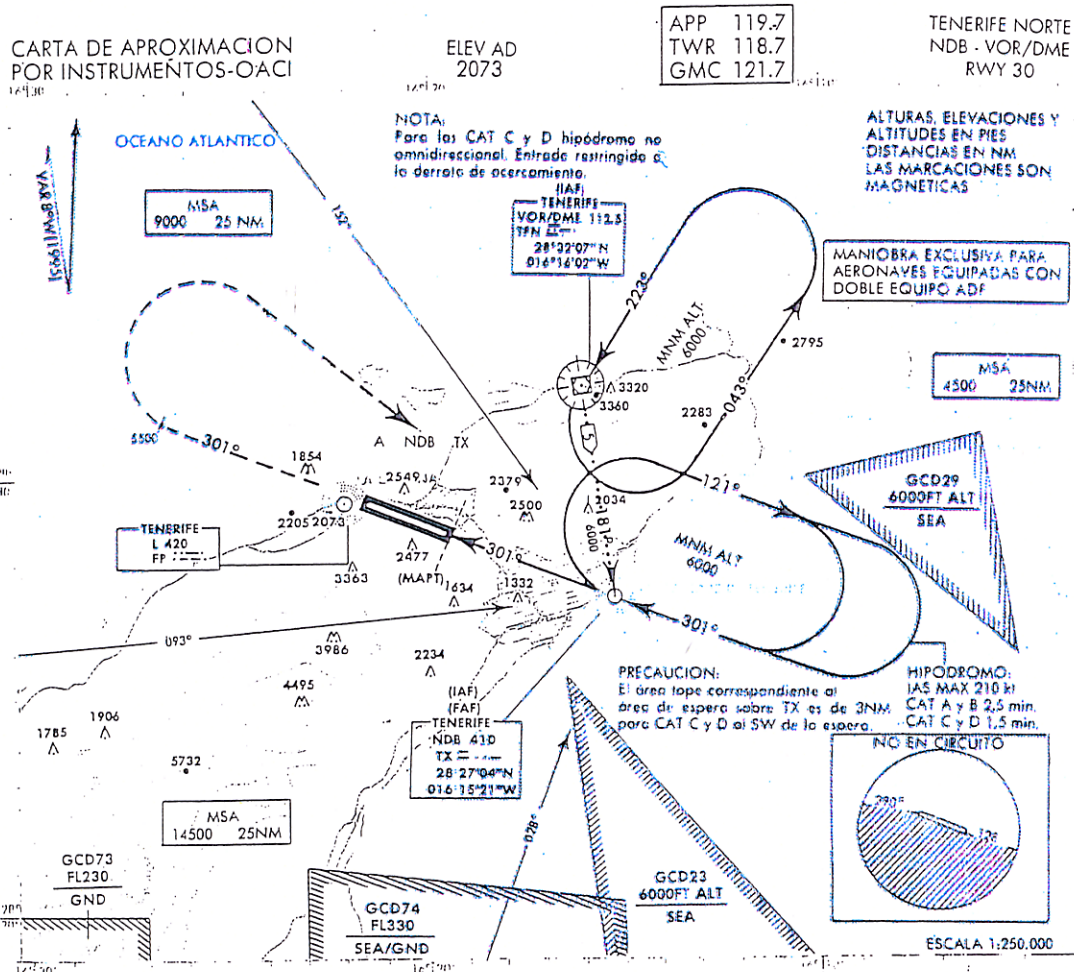 CARTA DE APROXIMACION
POR INSTRUMENTOS-OACI
ELEV AD
2073
APP 119.7
TWR 118.7
GMC 121.7
TENERIFE NORTE
NDB - VOR/DME
RWY 30
OCEANO ATLANTICO
VAR 8°W(1995)
MSA
9000 25 NM
152°
NOTA:
Para las CAT C y D hipódromo no
omnidireccional. Entrada restringida a
la derrota de acercamiento.
(IAF)
TENERIFE
VOR/DME 112.5
TFN
28°32'07"N
016°16'02"W
ALTURAS, ELEVACIONES Y
ALTITUDES EN PIES
DISTANCIAS EN NM
LAS MARCACIONES SON
MAGNETICAS
MANIOBRA EXCLUSIVA PARA
AERONAVES EQUIPADAS CON
DOBLE EQUIPO ADF
223°
MNM ALT
6000
043°
2795
MSA
4500 25NM
3320
3360
2283
5
5500
301°
A NDB TX
1854
2549
2379
2500
2034
181°
6000
121°
GCD29
6000FT ALT
SEA
2205
2073
TENERIFE
L 420
FP
2477
(MAPT)
301°
MNM ALT
6000
3363
1634
1332
301°
093°
3986
2234
4495
1785
1906
5732
PRECAUCION:
El área tope correspondiente al
área de espera sobre TX es de 3NM
para CAT C y D al SW de la espera.
HIPODROMO:
IAS MAX 210 kt
CAT A y B 2,5 min.
CAT C y D 1,5 min.
(IAF)
(FAF)
TENERIFE
NDB 410
TX
28°27'04"N
016°15'21"W
NO EN CIRCUITO
MSA
14500 25NM
028°
GCD73
FL230
GND
GCD74
FL330
SEA/GND
GCD23
6000FT ALT
SEA
ESCALA 1:250.000